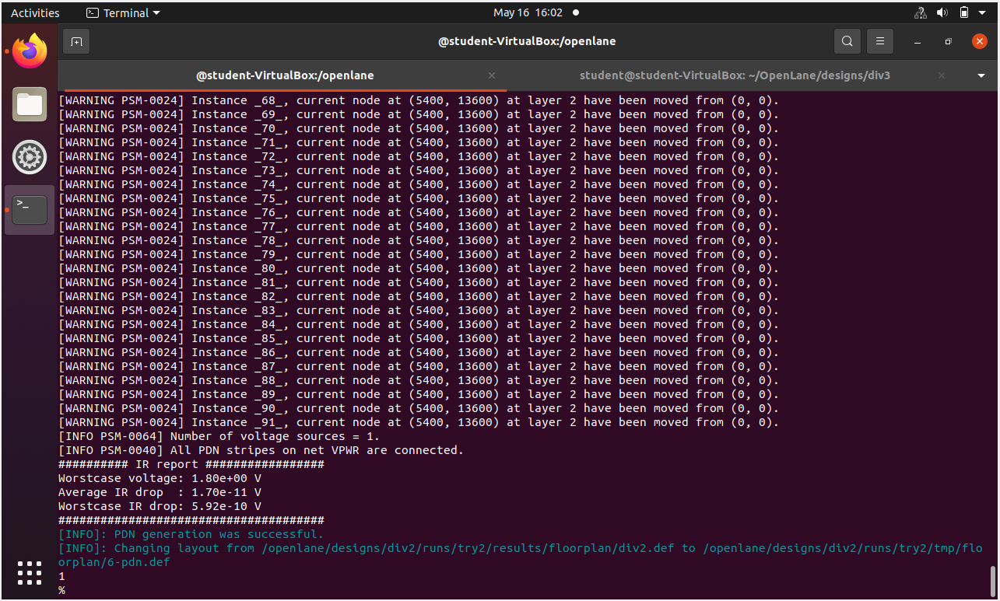 Activities
Terminal
May 16 16:02
@student-VirtualBox:/openlane
@student-VirtualBox:/openlane
student@student-VirtualBox: ~/OpenLane/designs/div3
[WARNING PSM-0024] Instance _68_, current node at (5400, 13600) at layer 2 have been moved from (0, 0).
[WARNING PSM-0024] Instance _69_, current node at (5400, 13600) at layer 2 have been moved from (0, 0).
[WARNING PSM-0024] Instance _70_, current node at (5400, 13600) at layer 2 have been moved from (0, 0).
[WARNING PSM-0024] Instance _71_, current node at (5400, 13600) at layer 2 have been moved from (0, 0).
[WARNING PSM-0024] Instance _72_, current node at (5400, 13600) at layer 2 have been moved from (0, 0).
[WARNING PSM-0024] Instance _73_, current node at (5400, 13600) at layer 2 have been moved from (0, 0).
[WARNING PSM-0024] Instance _74_, current node at (5400, 13600) at layer 2 have been moved from (0, 0).
[WARNING PSM-0024] Instance _75_, current node at (5400, 13600) at layer 2 have been moved from (0, 0).
[WARNING PSM-0024] Instance _76_, current node at (5400, 13600) at layer 2 have been moved from (0, 0).
[WARNING PSM-0024] Instance _77_, current node at (5400, 13600) at layer 2 have been moved from (0, 0).
[WARNING PSM-0024] Instance _78_, current node at (5400, 13600) at layer 2 have been moved from (0, 0).
[WARNING PSM-0024] Instance _79_, current node at (5400, 13600) at layer 2 have been moved from (0, 0).
[WARNING PSM-0024] Instance _80_, current node at (5400, 13600) at layer 2 have been moved from (0, 0).
[WARNING PSM-0024] Instance _81_, current node at (5400, 13600) at layer 2 have been moved from (0, 0).
[WARNING PSM-0024] Instance _82_, current node at (5400, 13600) at layer 2 have been moved from (0, 0).
[WARNING PSM-0024] Instance _83_, current node at (5400, 13600) at layer 2 have been moved from (0, 0).
[WARNING PSM-0024] Instance _84_, current node at (5400, 13600) at layer 2 have been moved from (0, 0).
[WARNING PSM-0024] Instance _85_, current node at (5400, 13600) at layer 2 have been moved from (0, 0).
[WARNING PSM-0024] Instance _86_, current node at (5400, 13600) at layer 2 have been moved from (0, 0).
[WARNING PSM-0024] Instance _87_, current node at (5400, 13600) at layer 2 have been moved from (0, 0).
[WARNING PSM-0024] Instance _88_, current node at (5400, 13600) at layer 2 have been moved from (0, 0).
[WARNING PSM-0024] Instance _89_, current node at (5400, 13600) at layer 2 have been moved from (0, 0).
[WARNING PSM-0024] Instance _90_, current node at (5400, 13600) at layer 2 have been moved from (0, 0).
[WARNING PSM-0024] Instance _91_, current node at (5400, 13600) at layer 2 have been moved from (0, 0).
[INFO PSM-0064] Number of voltage sources = 1.
[INFO PSM-0040] All PDN stripes on net VPWR are connected.
########## IR report #################
Worstcase voltage: 1.80e+00 V
Average IR drop  : 1.70e-11 V
Worstcase IR drop: 5.92e-10 V
######################################
[INFO]: PDN generation was successful.
[INFO]: Changing layout from /openlane/designs/div2/runs/try2/results/floorplan/div2.def to /openlane/designs/div2/runs/try2/tmp/flo
orplan/6-pdn.def
1
%